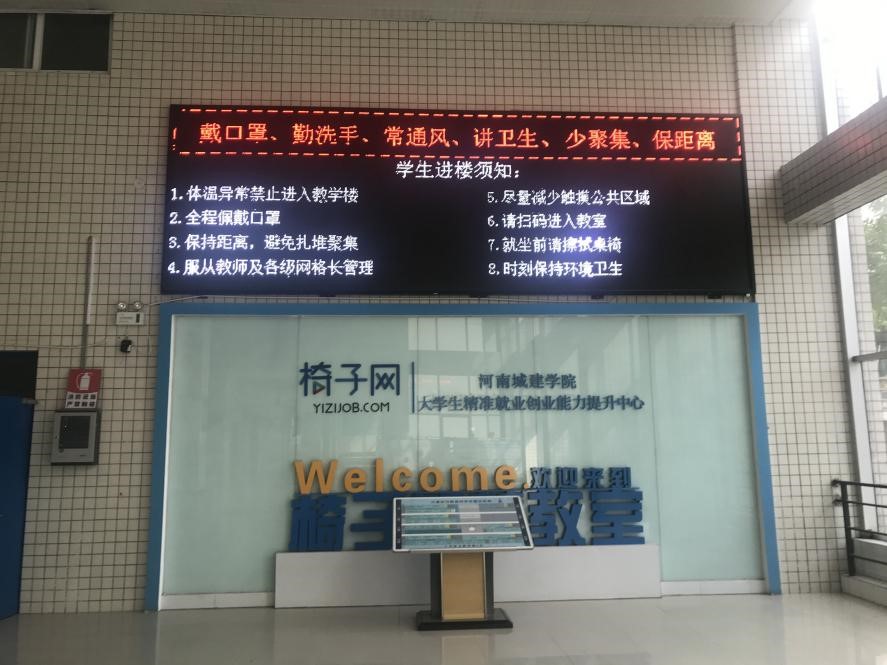 戴口罩、勤洗手、常通风、讲卫生、少聚集、保距离
学生进楼须知：
1.体温异常禁止进入教学楼
2.全程佩戴口罩
3.保持距离，避免扎堆聚集
4.服从教师及各级网格长管理
5.尽量减少触摸公共区域
6.请扫码进入教室
7.就坐前请擦拭桌椅
8.时刻保持环境卫生
椅子网
YIZIJOB.COM
河南城建学院
大学生精准就业创业能力提升中心
Welcome.欢迎来到
椅子 教室